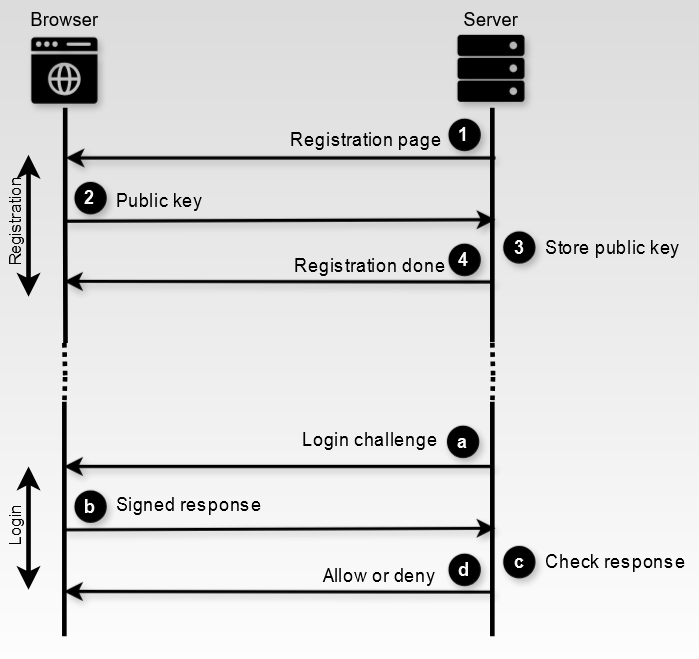 Browser
Server
1
Registration page
2
Public key
3
Store public key
4
Registration done
Registration
a
Login challenge
b
Signed response
c
Check response
d
Allow or deny
Login